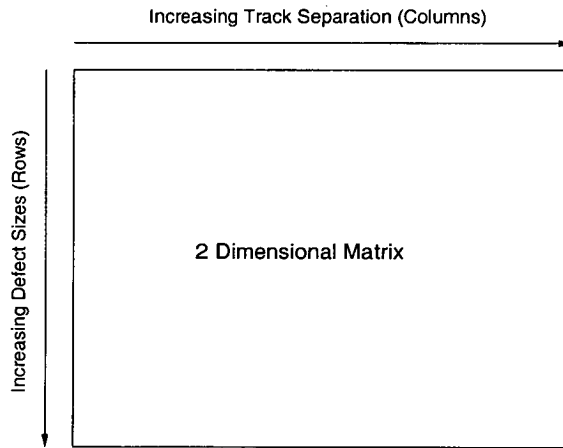 Increasing Track Separation (Columns)
Increasing Defect Sizes (Rows)
2 Dimensional Matrix